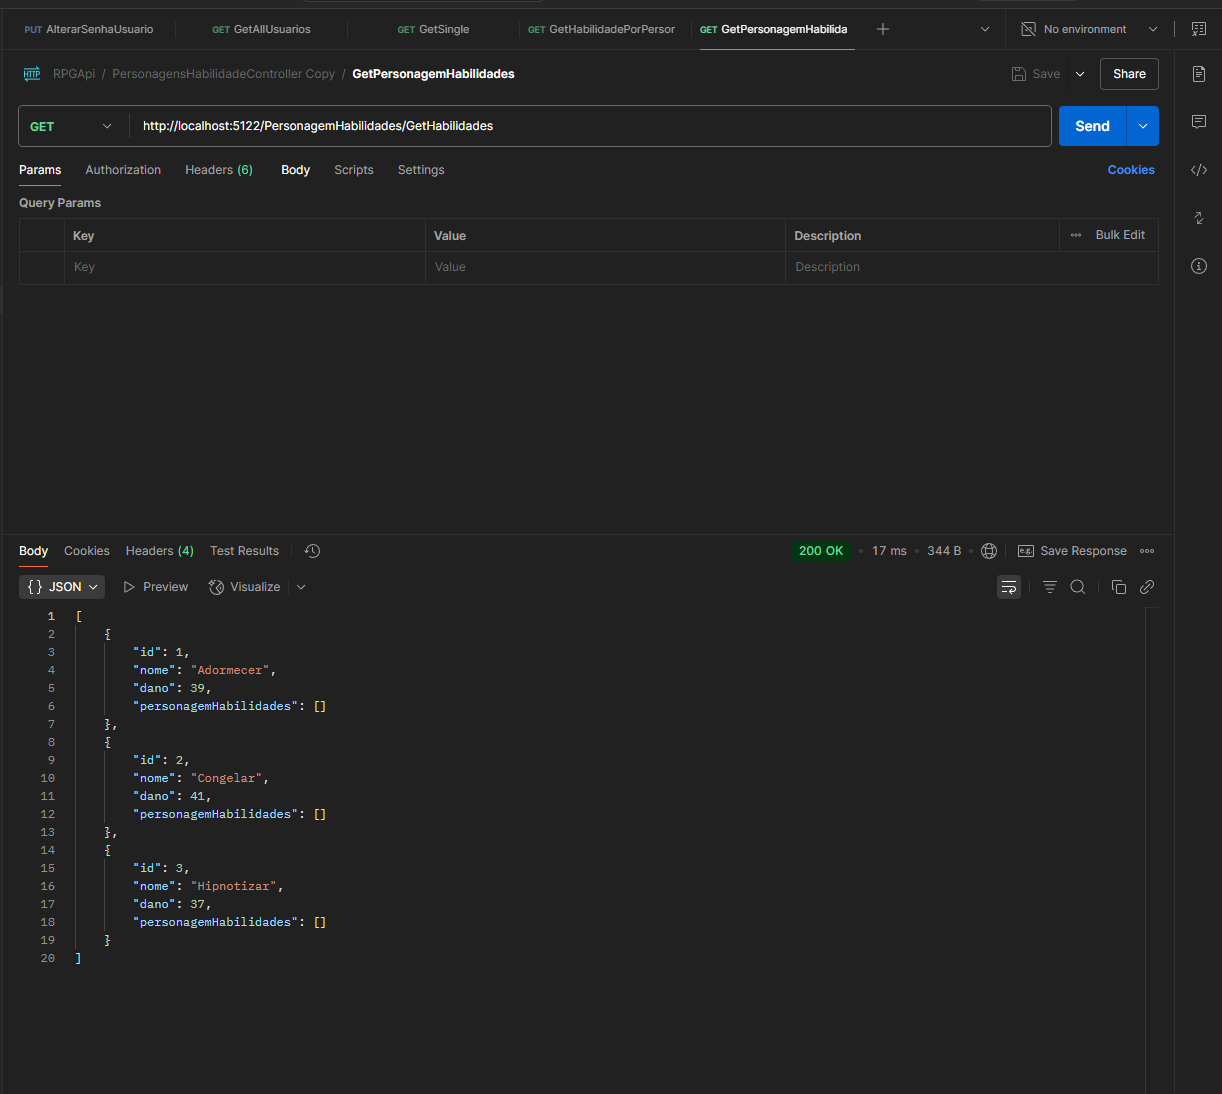 PUT AlterarSenhaUsuario GET GetAllUsuarios GET GetSingle GET GetHabilidadePorPersor GET GetPersonagemHabilida No environment
HTTP RPGApi / PersonagensHabilidadeController Copy / GetPersonagemHabilidades Save Share
GET http://localhost:5122/PersonagemHabilidades/GetHabilidades Send
Params Authorization Headers (6) Body Scripts Settings Cookies
Query Params
Key Value Description Bulk Edit
Key Value Description
Body Cookies Headers (4) Test Results 200 OK 17 ms 344 B e.g. Save Response
{} JSON Preview Visualize
1 [
2 {
3 "id": 1,
4 "nome": "Adormecer",
5 "dano": 39,
6 "personagemHabilidades": []
7 },
8 {
9 "id": 2,
10 "nome": "Congelar",
11 "dano": 41,
12 "personagemHabilidades": []
13 },
14 {
15 "id": 3,
16 "nome": "Hipnotizar",
17 "dano": 37,
18 "personagemHabilidades": []
19 }
20 ]